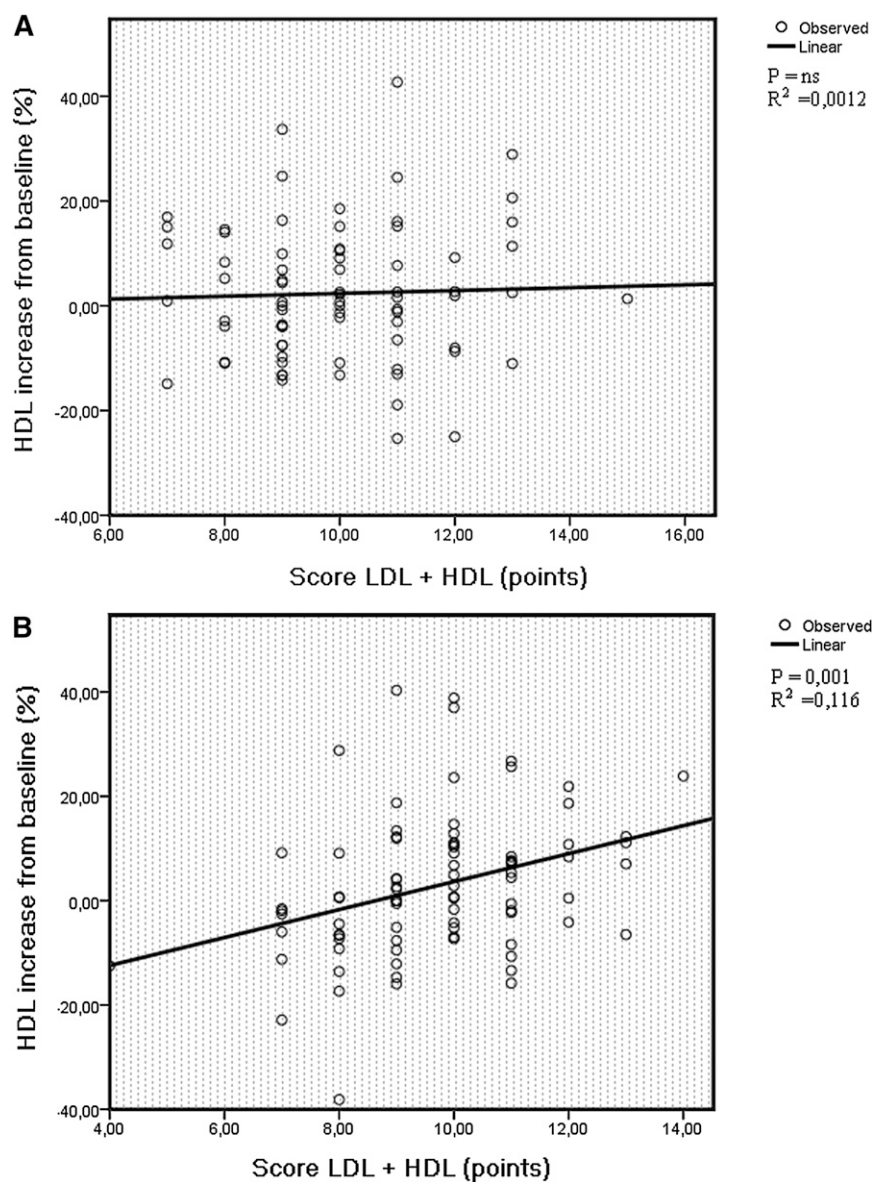 A
HDL increase from baseline (%)
40,00
20,00
0,00
-20,00
-40,00
6,00 8,00 10,00 12,00 14,00 16,00
Score LDL + HDL (points)
Observed
Linear
P = ns
R² =0,0012
B
HDL increase from baseline (%)
40,00
20,00
0,00
-20,00
-40,00
4,00 6,00 8,00 10,00 12,00 14,00
Score LDL + HDL (points)
Observed
Linear
P = 0,001
R² =0,116